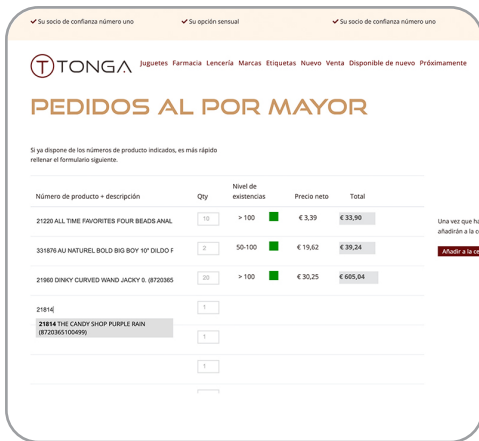 Su socio de confianza número uno Su opción sensual Su socio de confianza número uno
TONGA Juguetes Farmacia Lencería Marcas Etiquetas Nuevo Venta Disponible de nuevo Próximamente
PEDIDOS AL POR MAYOR
Si ya dispone de los números de producto indicados, es más rápido
rellenar el formulario siguiente.
Número de producto + descripción Qty Nivel de existencias Precio neto Total
21220 ALL TIME FAVORITES FOUR BEADS ANAL 10 > 100 € 3,39 € 33,90
331876 AU NATUREL BOLD BIG BOY 10" DILDO F 2 50-100 € 19,62 € 39,24
21960 DINKY CURVED WAND JACKY 0. (8720365 20 > 100 € 30,25 € 605,04
21814 1
21814 THE CANDY SHOP PURPLE RAIN
(8720365100499)
1
1
Una vez que ha
añadirán a la c
Añadir a la ce